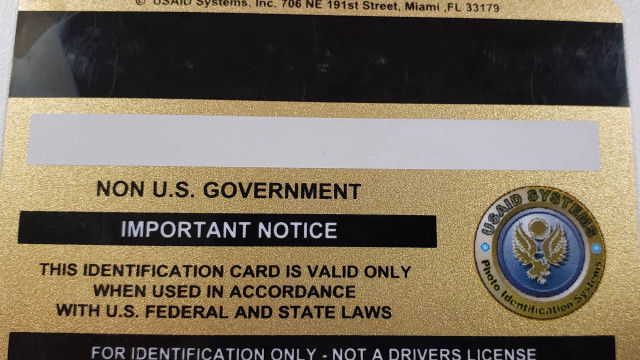 © USAID Systems. Inc. 706 NE 191st Street, Miami ,FL 33179
NON U.S. GOVERNMENT
IMPORTANT NOTICE
USAID SYSTEMS
Photo Identification Systems
THIS IDENTIFICATION CARD IS VALID ONLY
WHEN USED IN ACCORDANCE
WITH U.S. FEDERAL AND STATE LAWS
FOR IDENTIFICATION ONLY - NOT A DRIVERS LICENSE